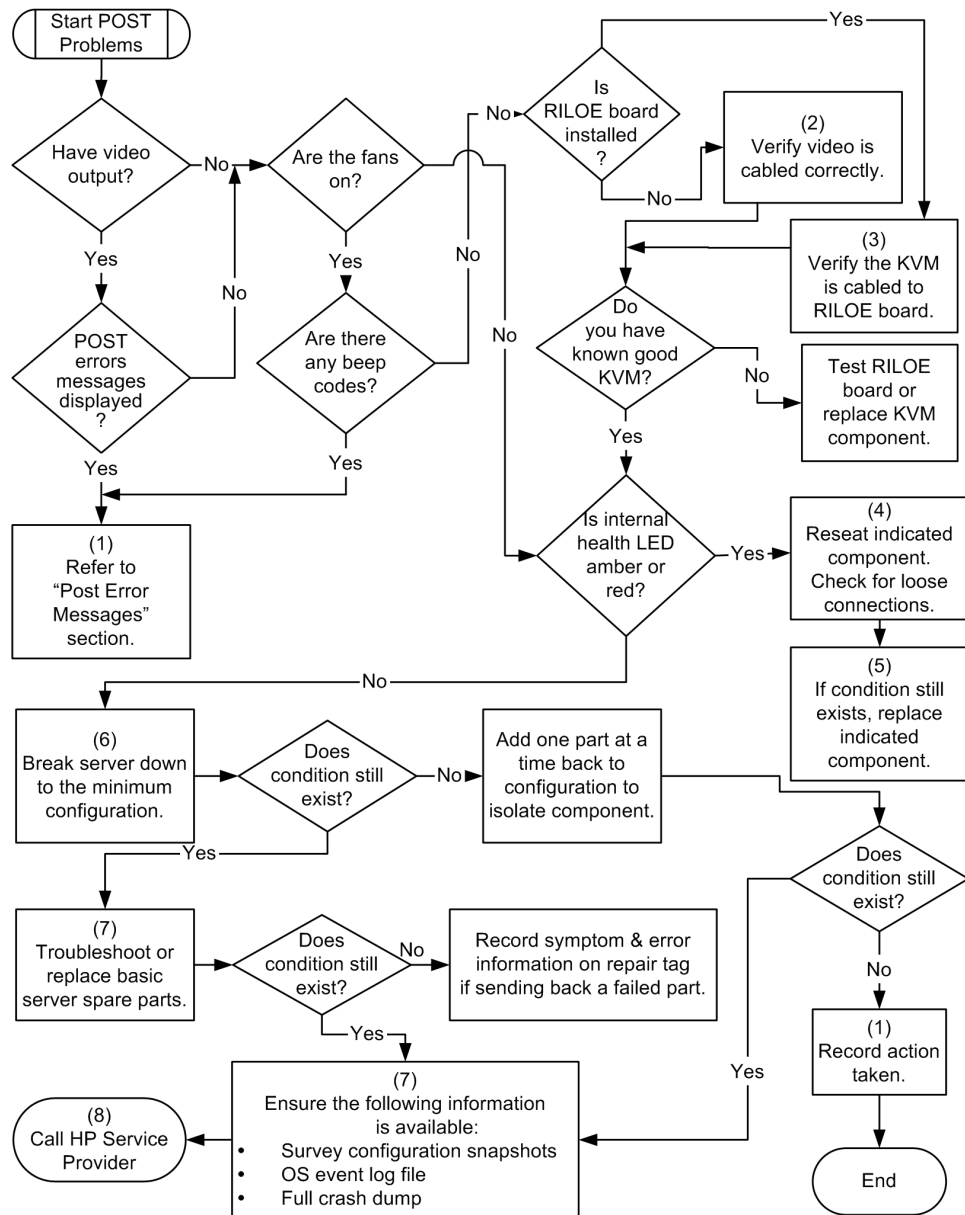 Start POST
Problems
Have video
output?
No
Yes
POST
errors
messages
displayed
?
No
Yes
(1)
Refer to
“Post Error
Messages”
section.
Are the fans
on?
No
Yes
Are there
any beep
codes?
No
Yes
Is
RILOE board
installed
?
Yes
No
(2)
Verify video is
cabled correctly.
(3)
Verify the KVM
is cabled to
RILOE board.
Do
you have
known good
KVM?
No
Yes
Test RILOE
board or
replace KVM
component.
Is internal
health LED
amber or
red?
Yes
No
(4)
Reseat indicated
component.
Check for loose
connections.
(5)
If condition still
exists, replace
indicated
component.
(6)
Break server down
to the minimum
configuration.
Does
condition still
exist?
No
Yes
Add one part at a
time back to
configuration to
isolate component.
Does
condition still
exist?
No
Yes
(7)
Troubleshoot or
replace basic
server spare parts.
Does
condition still
exist?
No
Yes
Record symptom & error
information on repair tag
if sending back a failed part.
(1)
Record action
taken.
End
(7)
Ensure the following information
is available:
• Survey configuration snapshots
• OS event log file
• Full crash dump
(8)
Call HP Service
Provider